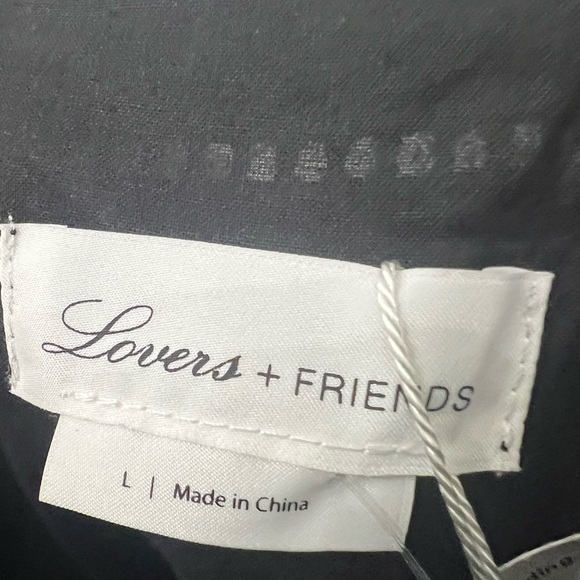 Lovers + FRIENDS
L | Made in China